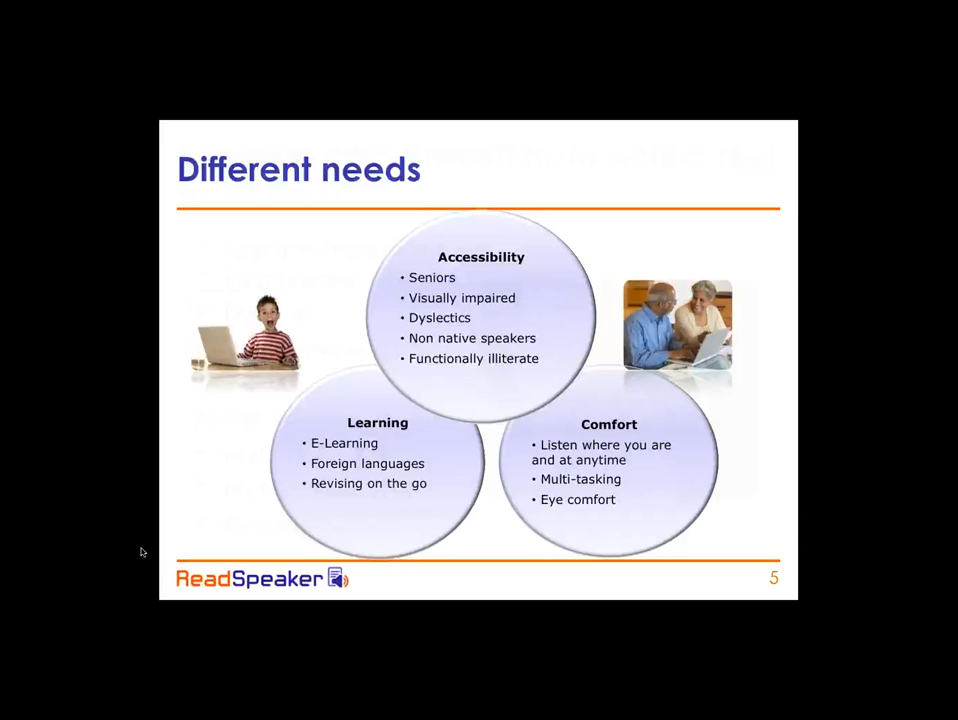 Different needs
Accessibility
• Seniors
• Visually impaired
• Dyslectics
• Non native speakers
• Functionally illiterate
Learning
• E-Learning
• Foreign languages
• Revising on the go
Comfort
• Listen where you are
and at anytime
• Multi-tasking
• Eye comfort
ReadSpeaker
5